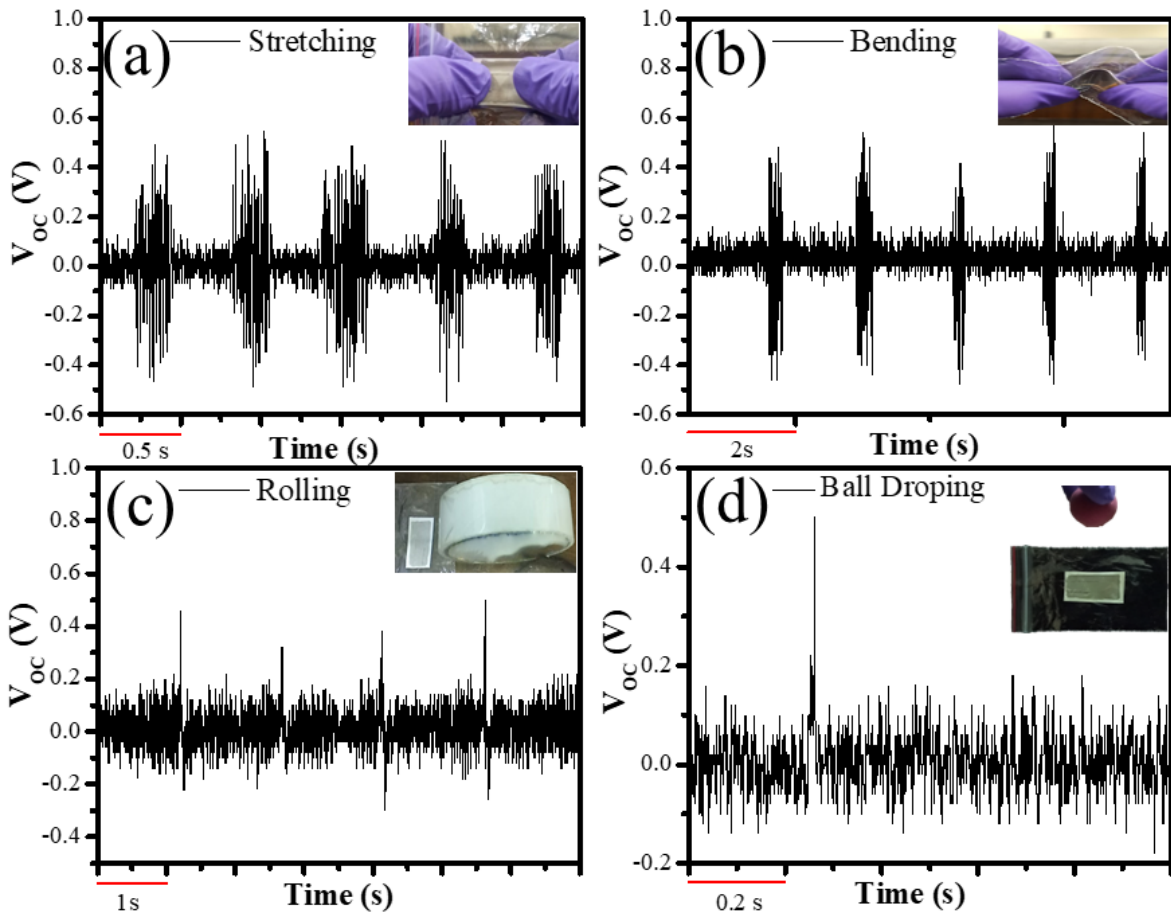 (a)
Stretching
1.0
0.8
0.6
0.4
0.2
0.0
-0.2
-0.4
-0.6
VOC (V)
0.5 s
Time (s)
(b)
Bending
1.0
0.8
0.6
0.4
0.2
0.0
-0.2
-0.4
-0.6
VOC (V)
2s
Time (s)
(c)
Rolling
1.0
0.8
0.6
0.4
0.2
0.0
-0.2
-0.4
VOC (V)
1s
Time (s)
(d)
Ball Droping
0.6
0.4
0.2
0.0
-0.2
VOC (V)
0.2 s
Time (s)